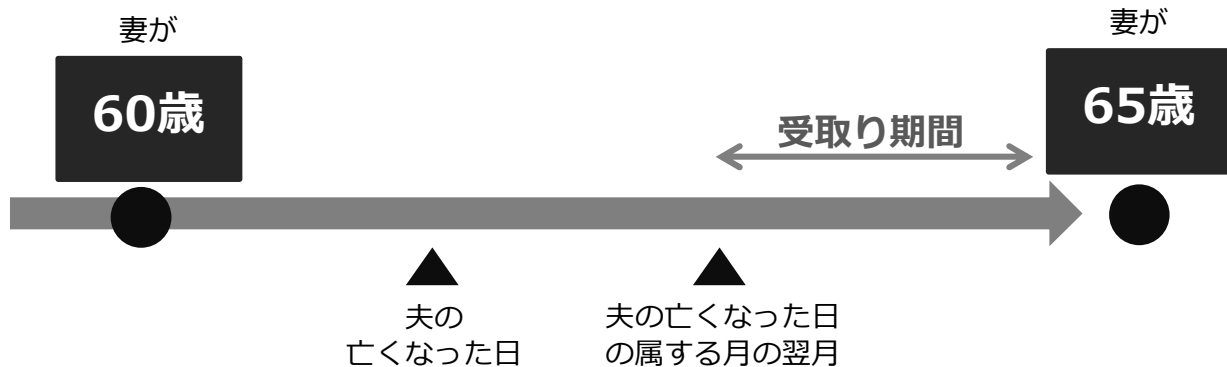 妻が
60歳
妻が
65歳
受取り期間
夫の
亡くなった日
夫の亡くなった日
の属する月の翌月